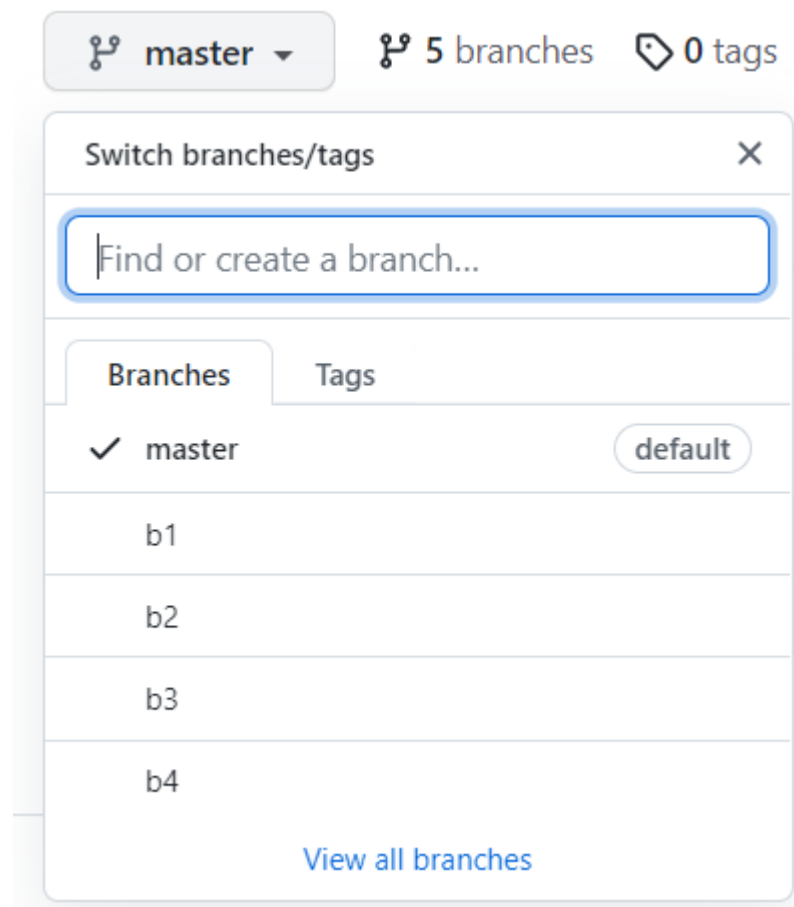 master 5 branches 0 tags
Switch branches/tags
Find or create a branch...
Branches Tags
master default
b1
b2
b3
b4
View all branches